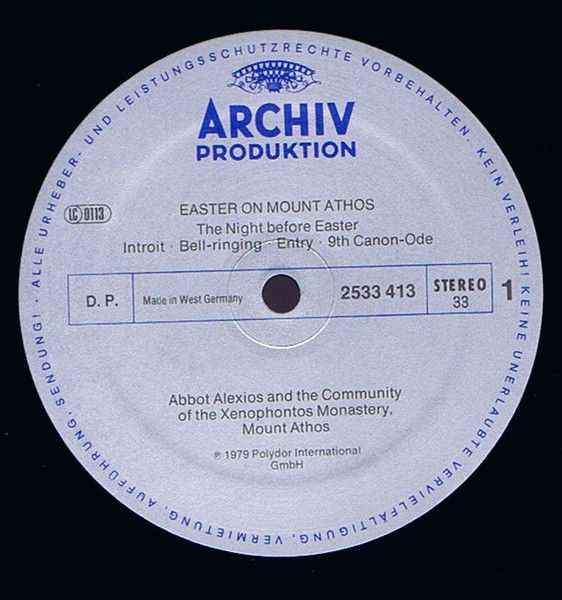 ALLE URHEBER- UND LEISTUNGSSCHUTZRECHTE VORBEHALTEN. KEIN VERLEIH! KEINE UNERLAUBTE VERVIELFÄLTIGUNG, VERMIETUNG, AUFFÜHRUNG, SENDUNG!
ARCHIV
PRODUKTION
LC 0113
EASTER ON MOUNT ATHOS
The Night before Easter
Introit · Bell-ringing · Entry · 9th Canon-Ode
D. P. Made in West Germany 2533 413 STEREO 33 1
Abbot Alexios and the Community
of the Xenophontos Monastery,
Mount Athos
℗ 1979 Polydor International
GmbH